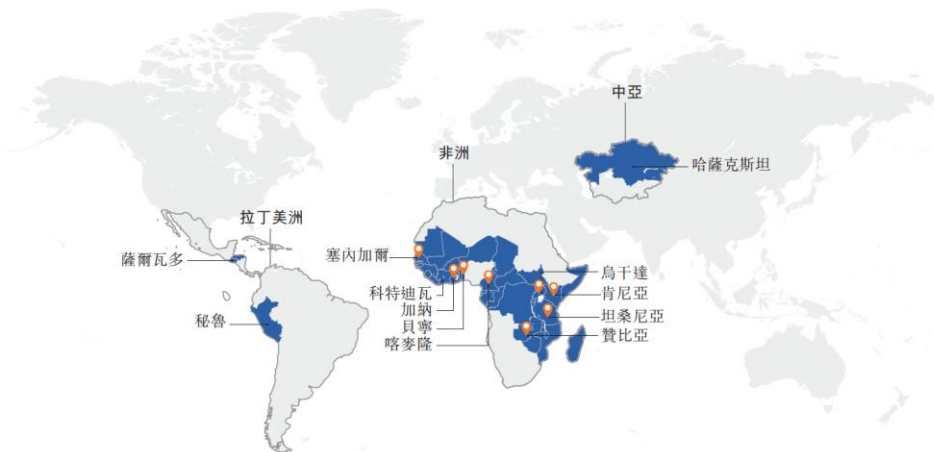 中亞
哈薩克斯坦
非洲
拉丁美洲
薩爾瓦多
塞內加爾
烏干達
科特迪瓦
肯尼亞
加納
坦桑尼亞
秘魯
貝寧
贊比亞
喀麥隆